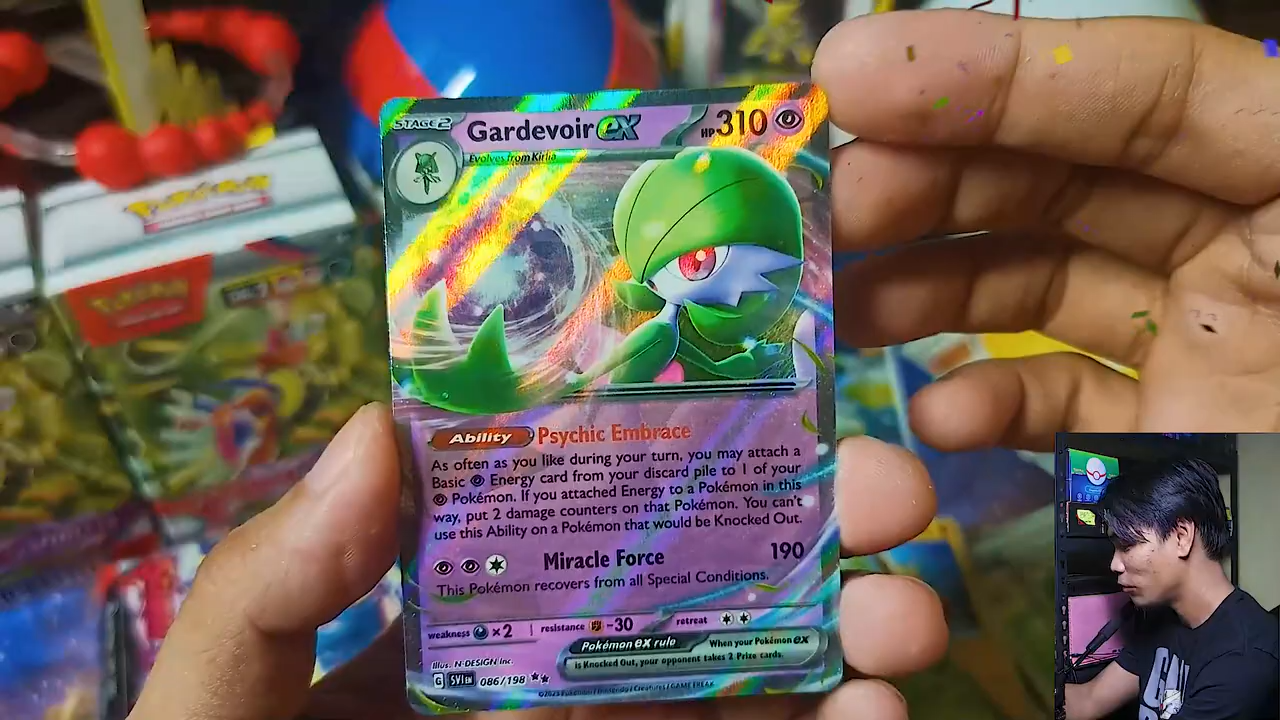 STAGE2 Gardevoir ex HP310
Evolves from Kirlia
Ability Psychic Embrace
As often as you like during your turn, you may attach a
Basic Energy card from your discard pile to 1 of your
Pokémon. If you attached Energy to a Pokémon in this
way, put 2 damage counters on that Pokémon. You can't
use this Ability on a Pokémon that would be Knocked Out.
Miracle Force 190
This Pokémon recovers from all Special Conditions.
weakness ×2 resistance -30 retreat
Pokémon ex rule When your Pokémon ex
is Knocked Out, your opponent takes 2 Prize cards.
Illus. N-DESIGN Inc.
G SVI EN 086/198
©2023 Pokémon / Nintendo / Creatures / GAME FREAK
Pokémon
Pokémon